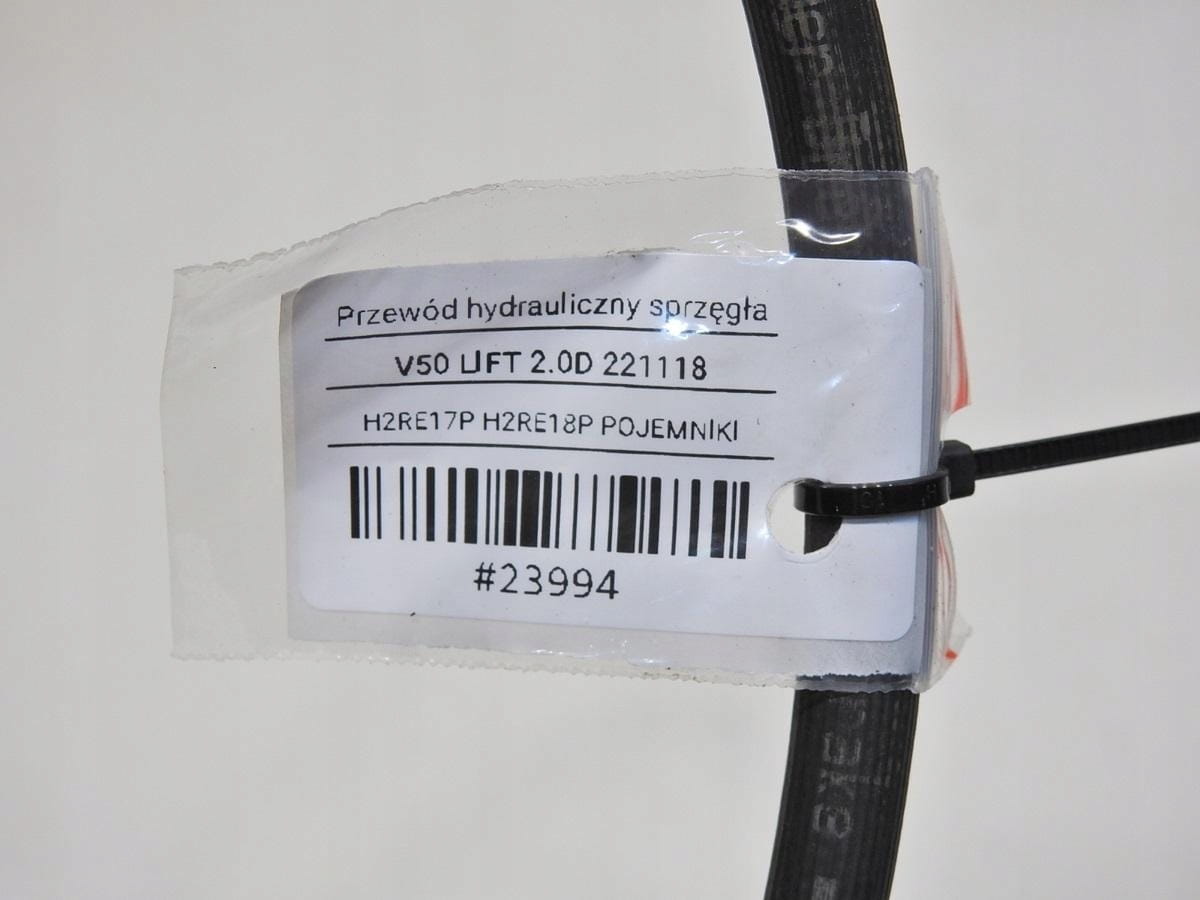 Przewód hydrauliczny sprzęgła
V50 LIFT 2.0D 221118
H2RE17P H2RE18P POJEMNIKI
#23994